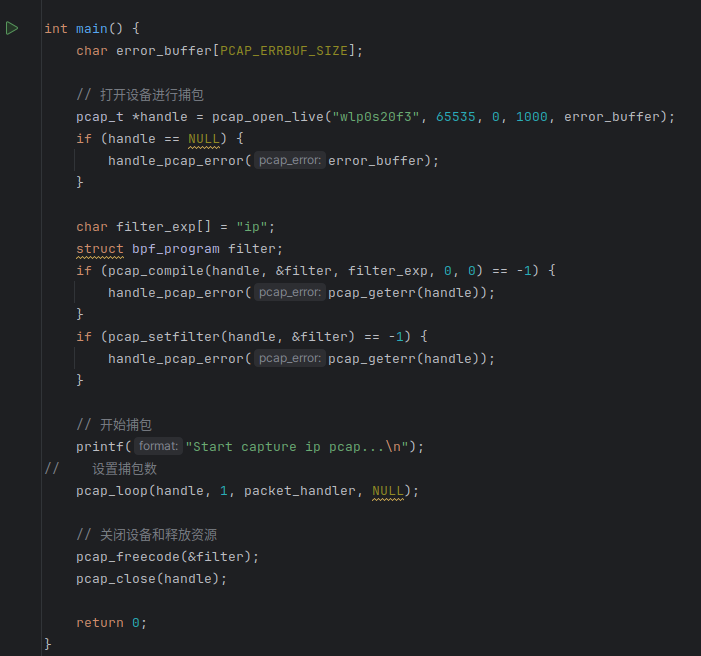 int main() {
    char error_buffer[PCAP_ERRBUF_SIZE];

    // 打开设备进行捕包
    pcap_t *handle = pcap_open_live("wlp0s20f3", 65535, 0, 1000, error_buffer);
    if (handle == NULL) {
        handle_pcap_error( pcap_error: error_buffer);
    }

    char filter_exp[] = "ip";
    struct bpf_program filter;
    if (pcap_compile(handle, &filter, filter_exp, 0, 0) == -1) {
        handle_pcap_error( pcap_error: pcap_geterr(handle));
    }
    if (pcap_setfilter(handle, &filter) == -1) {
        handle_pcap_error( pcap_error: pcap_geterr(handle));
    }

    // 开始捕包
    printf( format: "Start capture ip pcap...\n");
//    设置捕包数
    pcap_loop(handle, 1, packet_handler, NULL);

    // 关闭设备和释放资源
    pcap_freecode(&filter);
    pcap_close(handle);

    return 0;
}